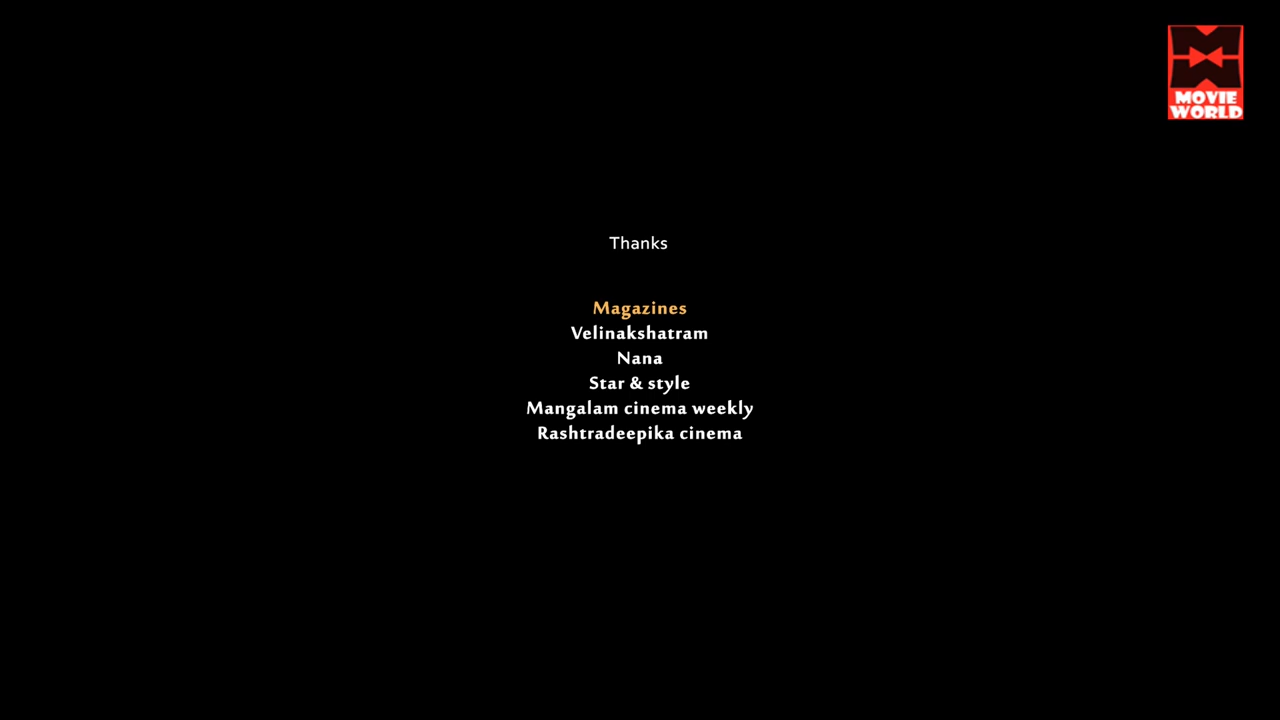 MOVIE
WORLD
Thanks
Magazines
Velinakshatram
Nana
Star & style
Mangalam cinema weekly
Rashtradeepika cinema